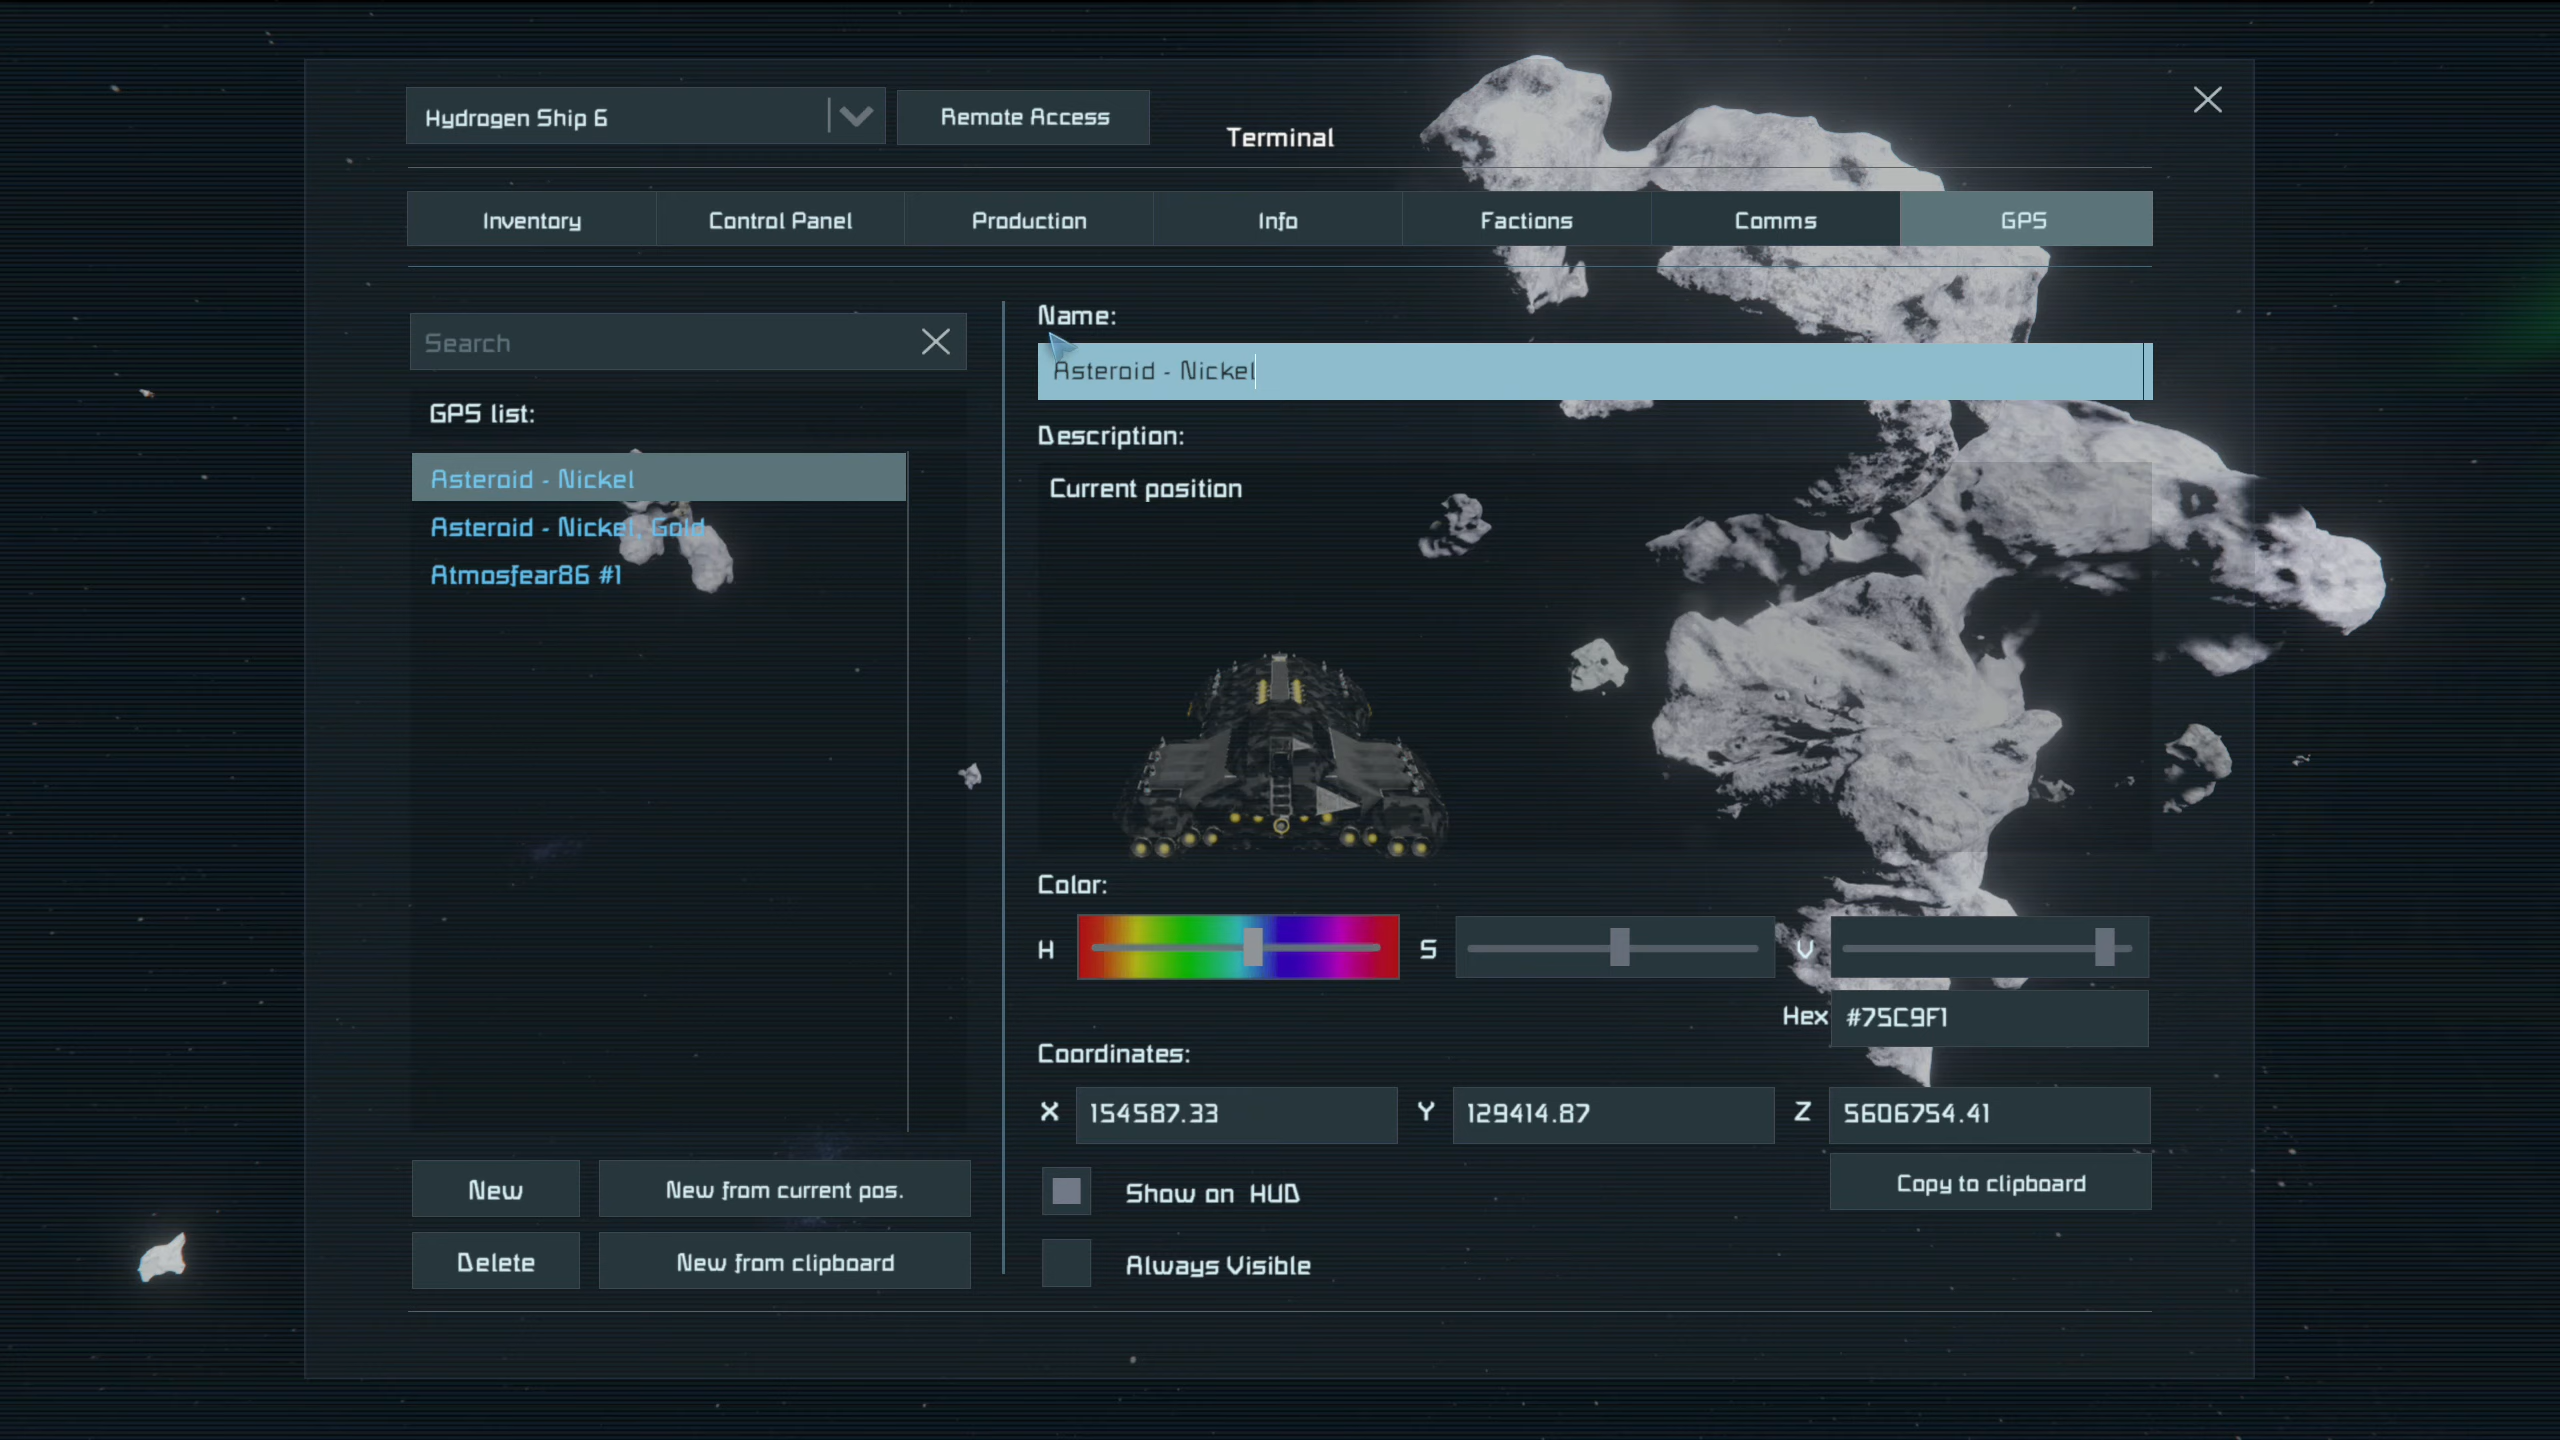 Hydrogen Ship 6
Remote Access
Terminal
Inventory
Control Panel
Production
Info
Factions
Comms
GPS
Search
GPS list:
Asteroid - Nickel
Asteroid - Nickel, Gold
Atmosfear86 #1
New
New from current pos.
Delete
New from clipboard
Name:
Asteroid - Nickel
Description:
Current position
Color:
H
S
V
Hex #75C9F1
Coordinates:
X 154587.33
Y 129414.87
Z 5606754.41
Show on HUD
Copy to clipboard
Always Visible